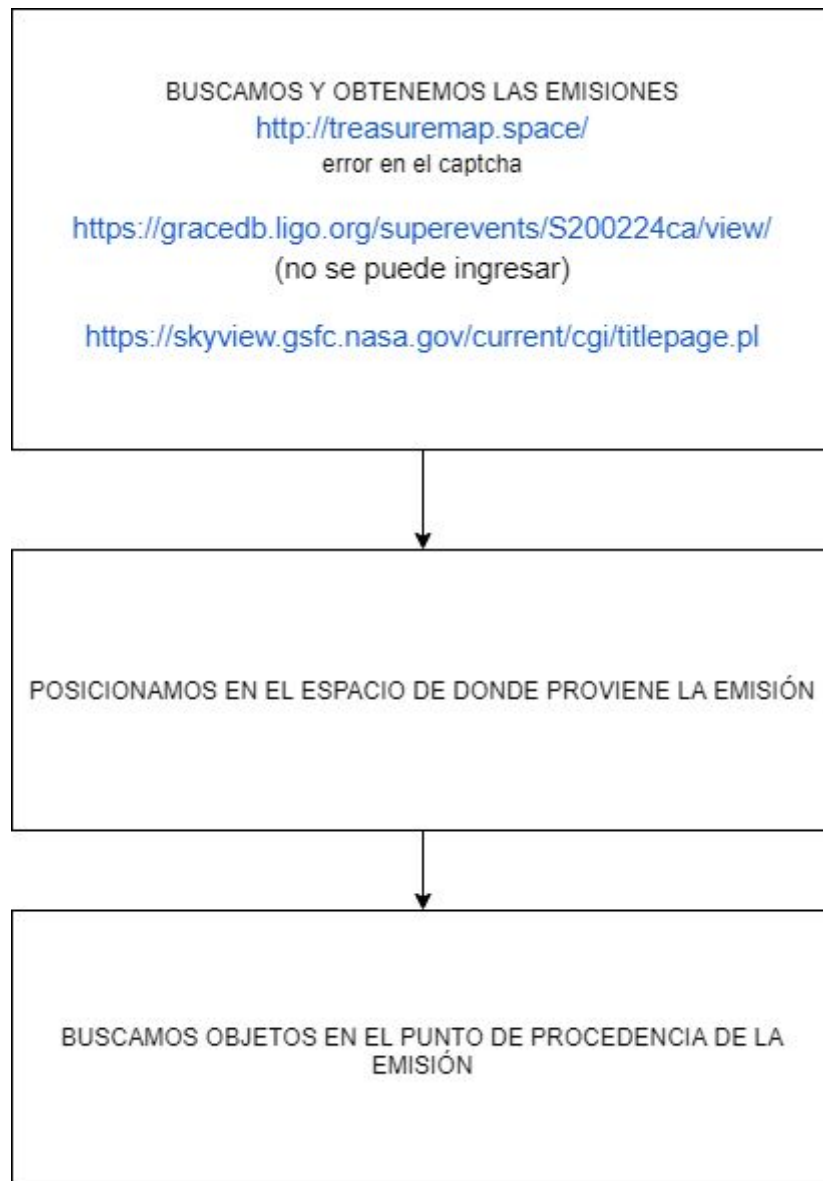 BUSCAMOS Y OBTENEMOS LAS EMISIONES
http://treasuremap.space/
error en el captcha
https://gracedb.ligo.org/superevents/S200224ca/view/
(no se puede ingresar)
https://skyview.gsfc.nasa.gov/current/cgi/titlepage.pl
POSICIONAMOS EN EL ESPACIO DE DONDE PROVIENE LA EMISIÓN
BUSCAMOS OBJETOS EN EL PUNTO DE PROCEDENCIA DE LA
EMISIÓN